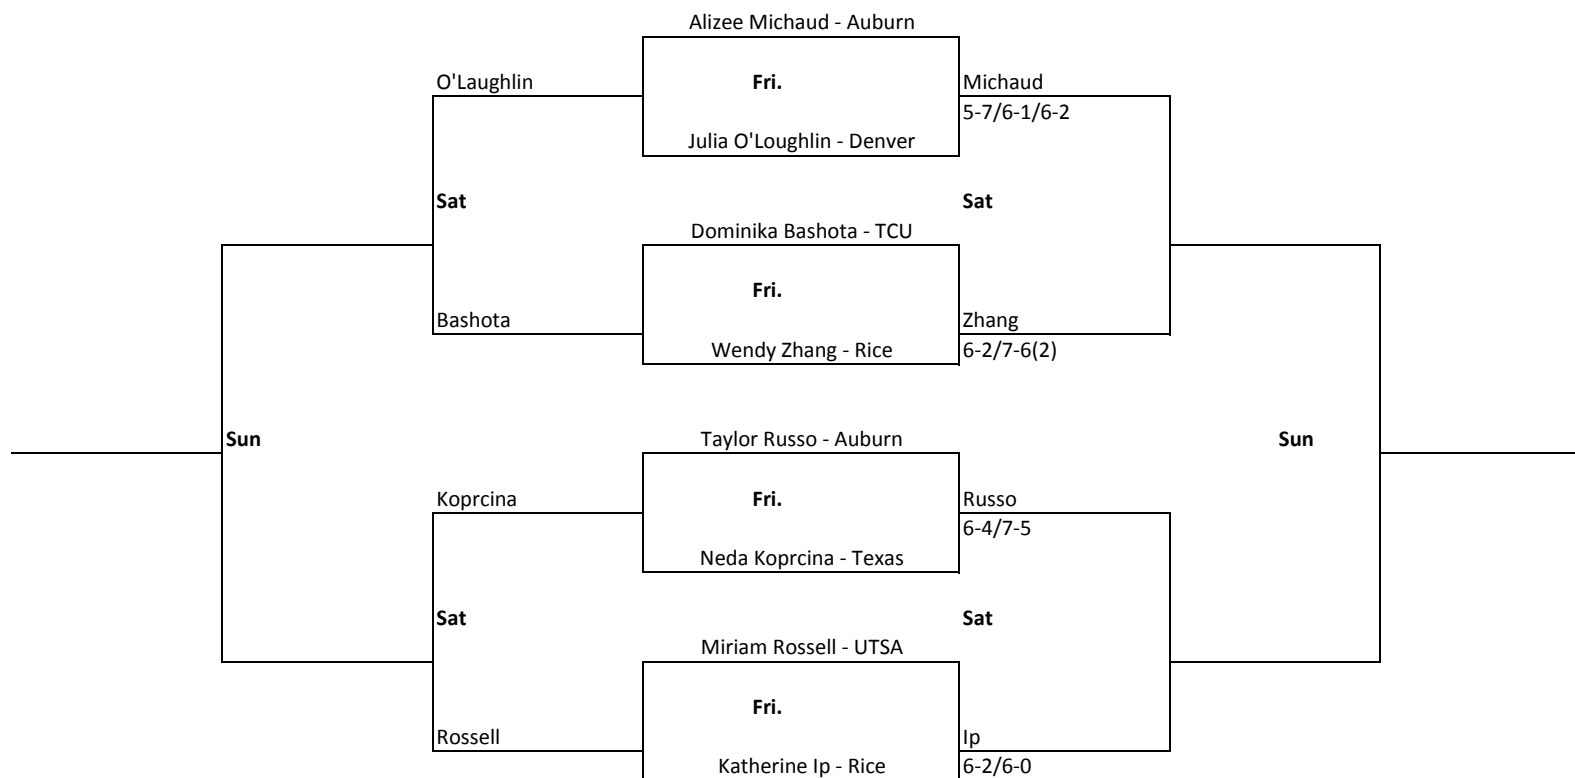 Alizee Michaud - Auburn
O'Laughlin
Fri.
Michaud
5-7/6-1/6-2
Julia O'Loughlin - Denver
Sat
Sat
Dominika Bashota - TCU
Fri.
Bashota
Zhang
Wendy Zhang - Rice
6-2/7-6(2)
Sun
Taylor Russo - Auburn
Sun
Koprcina
Fri.
Russo
6-4/7-5
Neda Koprcina - Texas
Sat
Sat
Miriam Rossell - UTSA
Fri.
Rossell
Ip
Katherine Ip - Rice
6-2/6-0